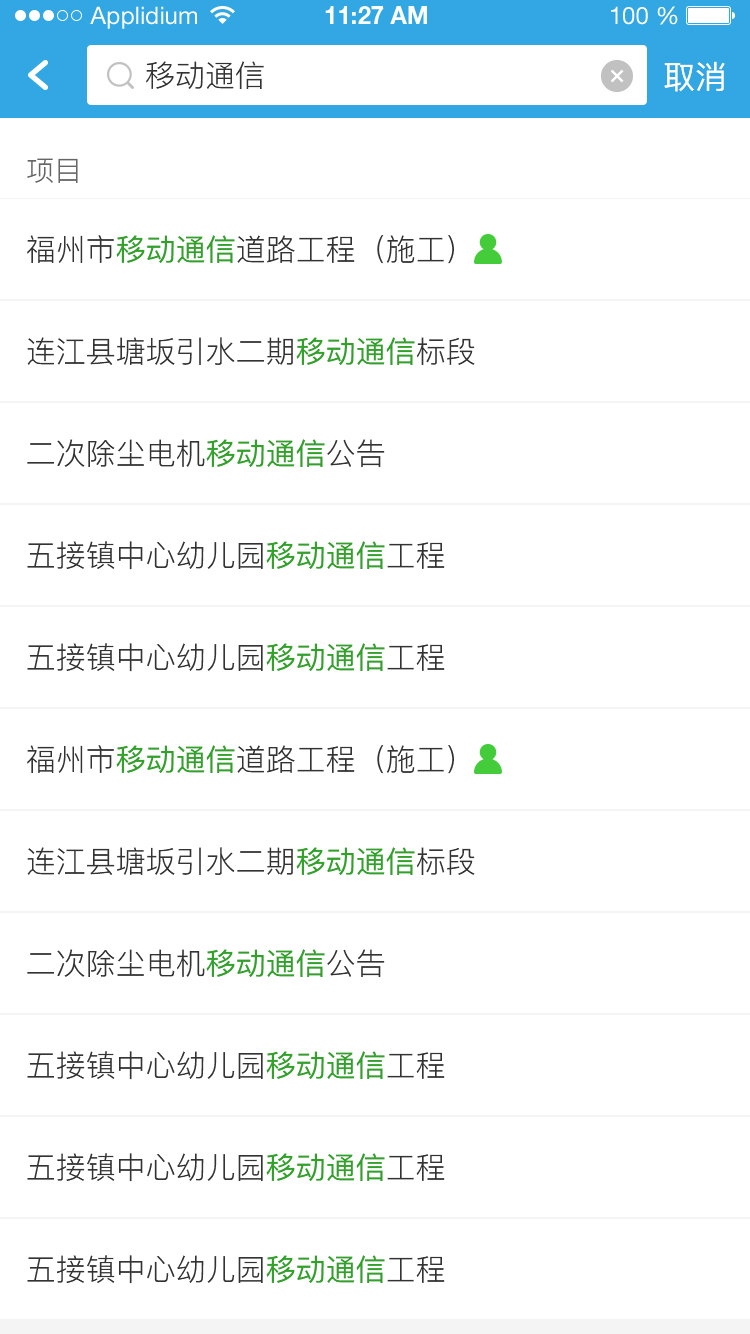 Applidium 11:27 AM 100 %
移动通信 取消
项目
福州市移动通信道路工程（施工）
连江县塘坂引水二期移动通信标段
二次除尘电机移动通信公告
五接镇中心幼儿园移动通信工程
五接镇中心幼儿园移动通信工程
福州市移动通信道路工程（施工）
连江县塘坂引水二期移动通信标段
二次除尘电机移动通信公告
五接镇中心幼儿园移动通信工程
五接镇中心幼儿园移动通信工程
五接镇中心幼儿园移动通信工程